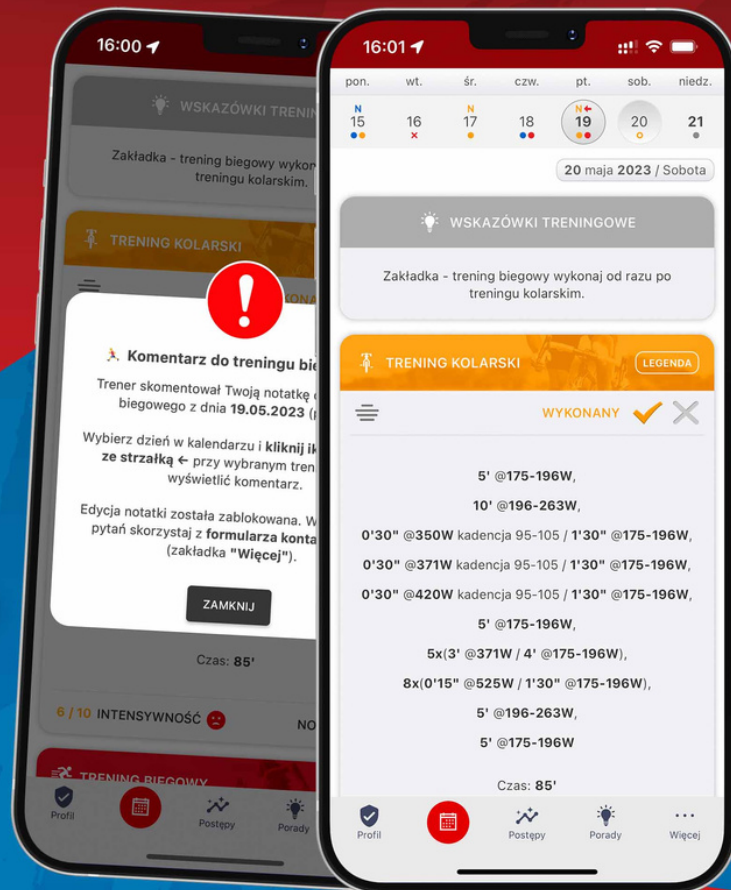 16:00
WSKAZÓWKI
Zakładka - trening biegowy
treningu kolarskim.
TRENING KOLARSKI
Komentarz do treningu
Trener skomentował Twoją notatkę
biegowego z dnia 19.05.2023
Wybierz dzień w kalendarzu i kliknij
ze strzałką ← przy wybranym
wyświetlić komentarz.
Edycja notatki została zablokowana. W
pytań skorzystaj z formularza
(zakładka "Więcej").
ZAMKNIJ
Czas: 85'
6 / 10 INTENSYWNOŚĆ
TRENING BIEGOWY
Profil
Postępy
Porady
16:01
pon. wt. śr. czw. pt. sob. niedz.
N N N←
15 16 17 18 19 20 21
20 maja 2023 / Sobota
WSKAZÓWKI TRENINGOWE
Zakładka - trening biegowy wykonaj od razu po
treningu kolarskim.
TRENING KOLARSKI LEGENDA
WYKONANY
5' @175-196W,
10' @196-263W,
0'30" @350W kadencja 95-105 / 1'30" @175-196W,
0'30" @371W kadencja 95-105 / 1'30" @175-196W,
0'30" @420W kadencja 95-105 / 1'30" @175-196W,
5' @175-196W,
5x(3' @371W / 4' @175-196W),
8x(0'15" @525W / 1'30" @175-196W),
5' @196-263W,
5' @175-196W
Czas: 85'
Profil Postępy Porady Więcej